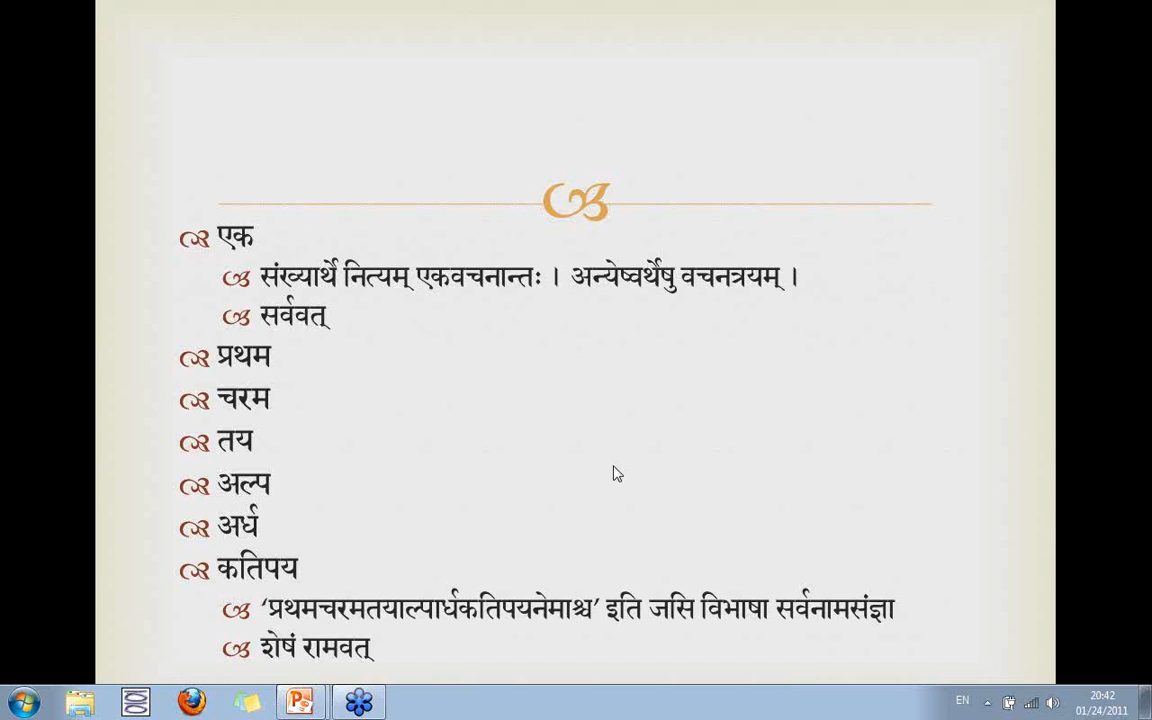 एक
संख्यार्थे नित्यम् एकवचनान्तः । अन्येष्वर्थेषु वचनत्रयम् ।
सर्ववत्
प्रथम
चरम
तय
अल्प
अर्ध
कतिपय
‘प्रथमचरमतयाल्पार्धकतिपयनेमाश्च’ इति जसि विभाषा सर्वनामसंज्ञा
शेषं रामवत्
EN
20:42
01/24/2011